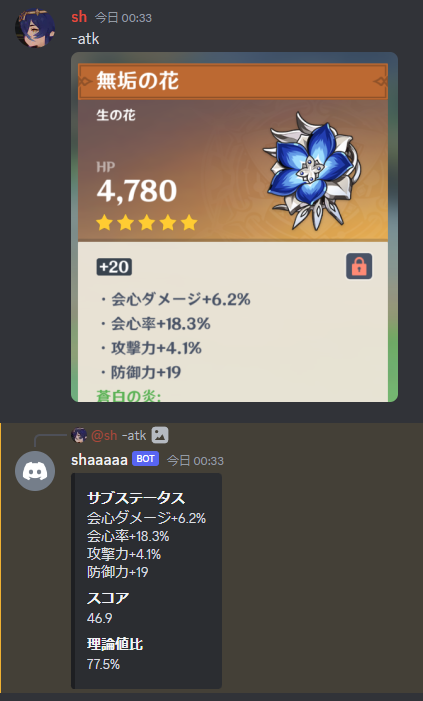 sh 今日 00:33
-atk
無垢の花
生の花
HP
4,780
+20
・会心ダメージ+6.2%
・会心率+18.3%
・攻撃力+4.1%
・防御力+19
蒼白の炎:
@sh -atk
shaaaaa BOT 今日 00:33
サブステータス
会心ダメージ+6.2%
会心率+18.3%
攻撃力+4.1%
防御力+19
スコア
46.9
理論値比
77.5%